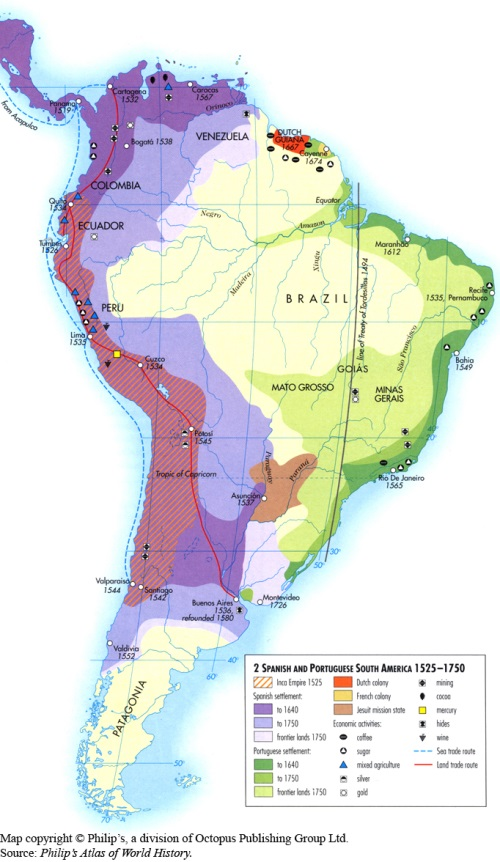 from Acapulco
Panama
1519
Cartagena
1532
Caracas
1567
Orinoco
VENEZUELA
DUTCH
GUIANA
1667
Cayenne
1674
Bogatá 1538
COLOMBIA
Quito
1534
ECUADOR
Tumbes
1526
Negro
Equator
Amazon
Madeira
Xingu
Maranhão
1612
BRAZIL
Line of Treaty of Tordesillas 1494
1535,
Recife
Pernambuco
São Francisco
PERU
Lima
1535
Cuzco
1534
GOIÁS
MATO GROSSO
MINAS
GERAIS
Bahia
1549
Potosí
1545
Tropic of Capricorn
Paraguay
Paraná
Asunción
1537
Rio De Janeiro
1565
30°
Valparaiso
1544
Santiago
1542
Buenos Aires
1536,
refounded 1580
Montevideo
1726
Valdivia
1552
40°
60°
PATAGONIA
50°
70°
2 SPANISH AND PORTUGUESE SOUTH AMERICA 1525–1750
Inca Empire 1525
Spanish settlement:
to 1640
to 1750
frontier lands 1750
Portuguese settlement:
to 1640
to 1750
frontier lands 1750
Dutch colony
French colony
Jesuit mission state
Economic activities:
coffee
sugar
mixed agriculture
silver
gold
mining
cocoa
mercury
hides
wine
Sea trade route
Land trade route
Map copyright © Philip's, a division of Octopus Publishing Group Ltd.
Source: Philip's Atlas of World History.